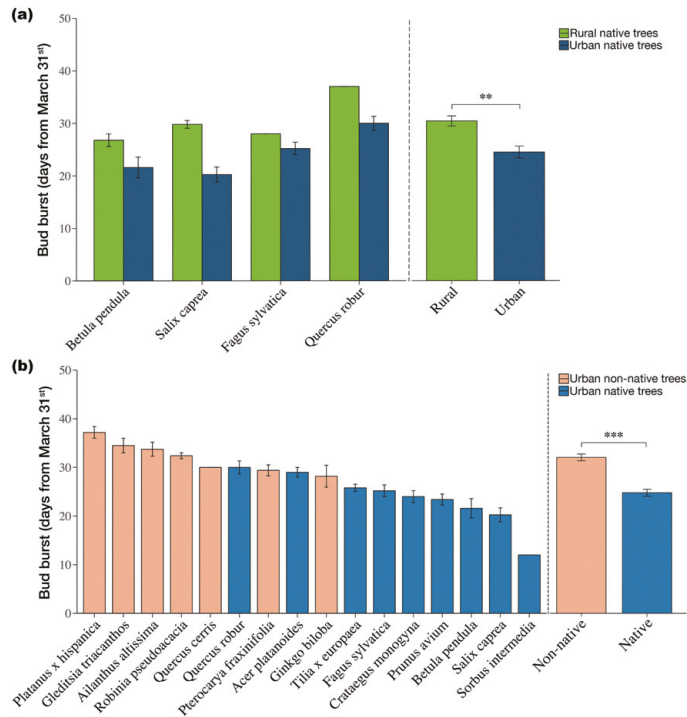 (a)
Rural native trees
Urban native trees
Bud burst (days from March 31st)
50
40
30
20
10
0
**
Betula pendula
Salix caprea
Fagus sylvatica
Quercus robur
Rural
Urban
(b)
Urban non-native trees
Urban native trees
Bud burst (days from March 31st)
50
40
30
20
10
0
***
Platanus x hispanica
Gleditsia triacanthos
Ailanthus altissima
Robinia pseudoacacia
Quercus cerris
Quercus robur
Pterocarya fraxinifolia
Acer platanoides
Ginkgo biloba
Tilia x europaea
Fagus sylvatica
Crataegus monogyna
Prunus avium
Betula pendula
Salix caprea
Sorbus intermedia
Non-native
Native